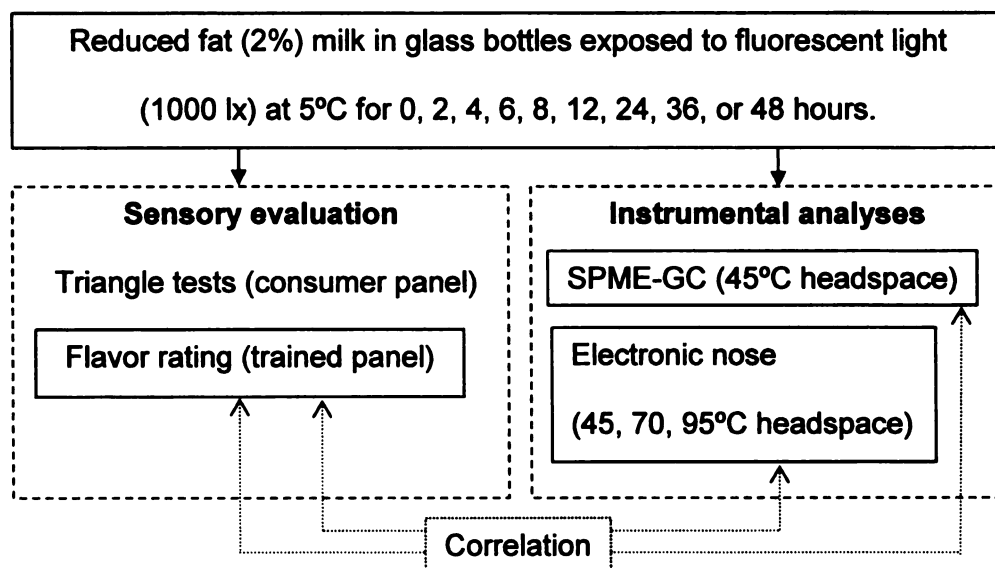 Reduced fat (2%) milk in glass bottles exposed to fluorescent light
(1000 lx) at 5ºC for 0, 2, 4, 6, 8, 12, 24, 36, or 48 hours.
Sensory evaluation
Triangle tests (consumer panel)
Flavor rating (trained panel)
Instrumental analyses
SPME-GC (45ºC headspace)
Electronic nose
(45, 70, 95ºC headspace)
Correlation